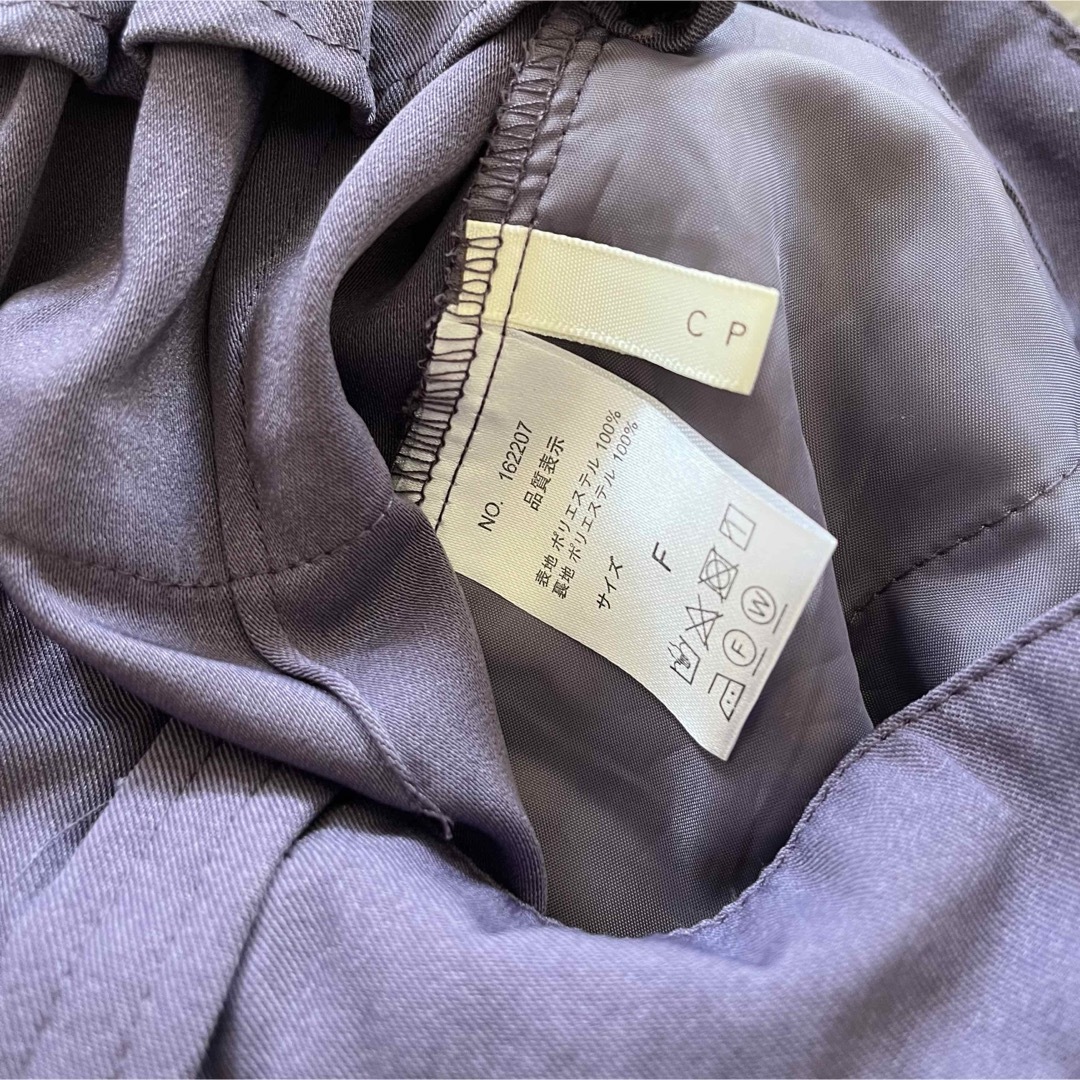 C P
NO. 162207
品質表示
表地 ポリエステル 100%
裏地 ポリエステル 100%
サイズ
F
F W